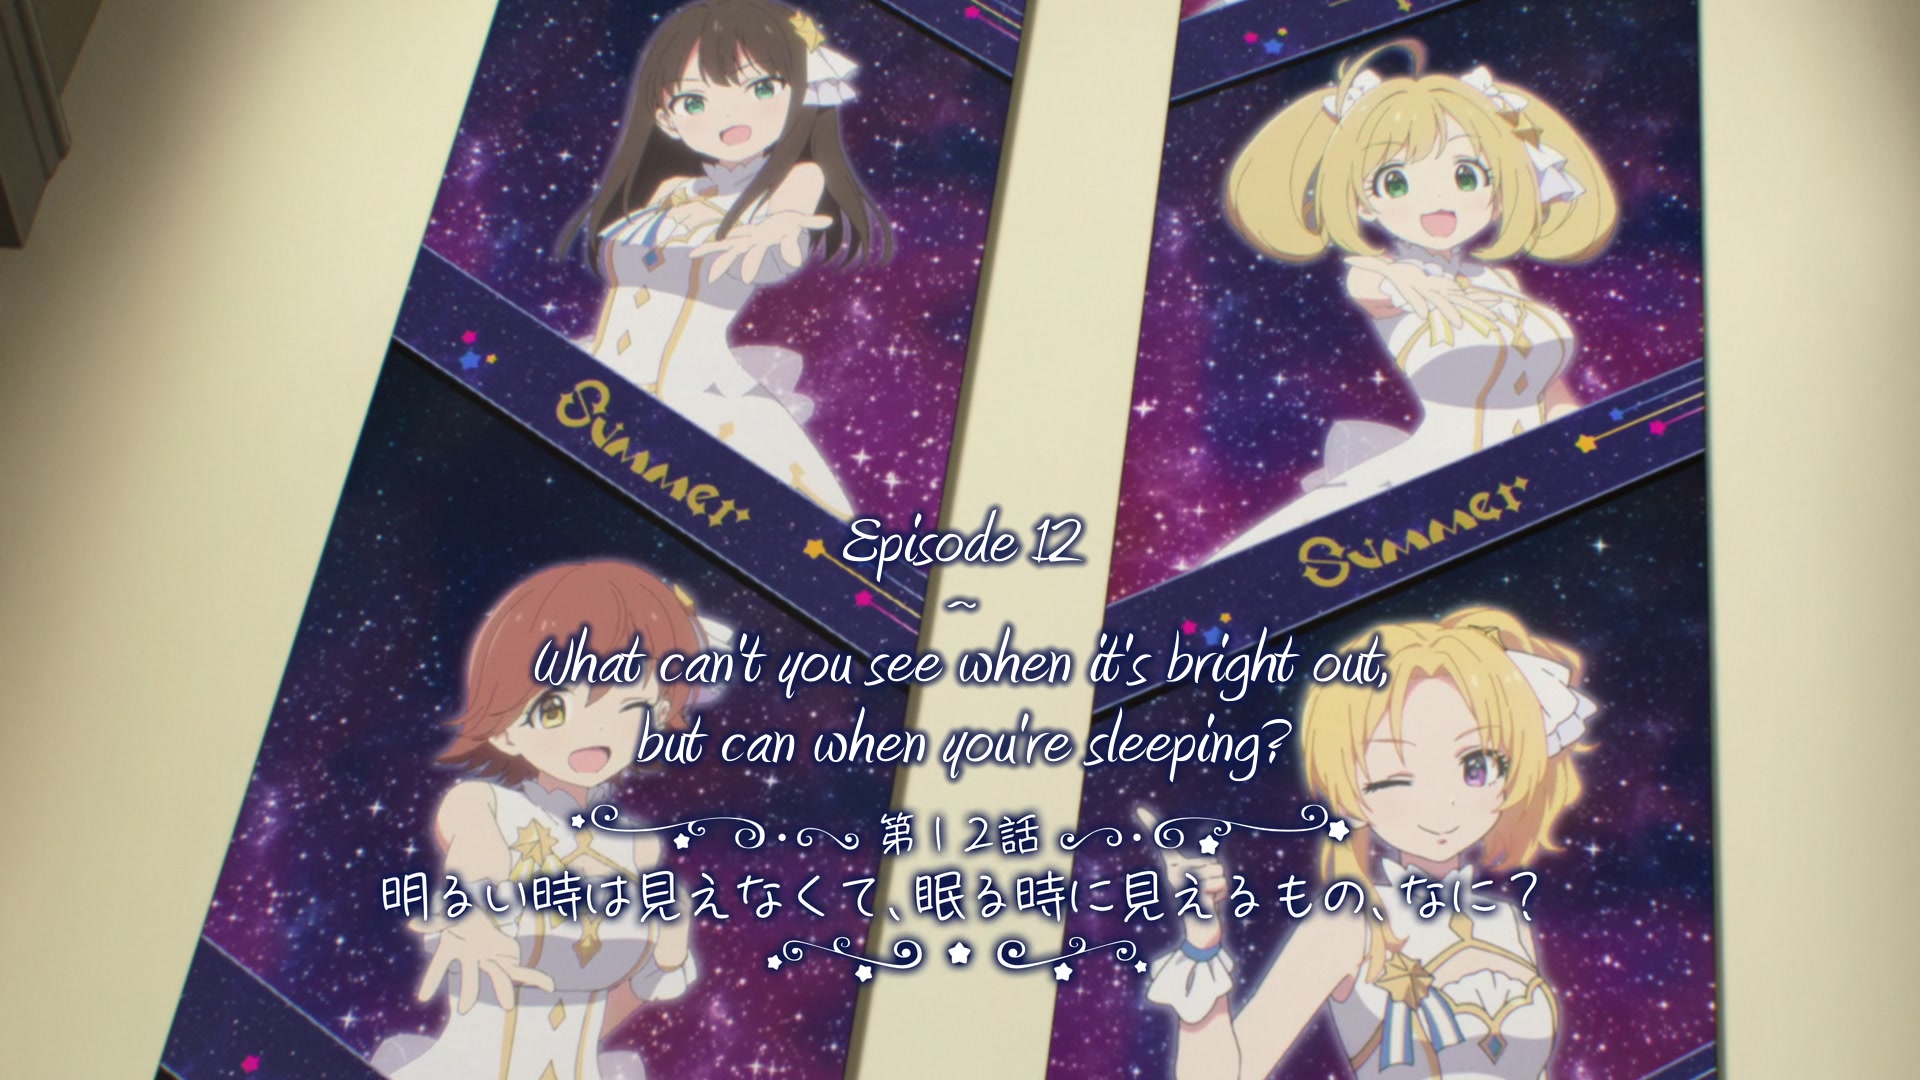 Summer
Summer
Episode 12
~
What can't you see when it's bright out,
but can when you're sleeping?
第12話
明るい時は見えなくて、眠る時に見えるもの、なに？